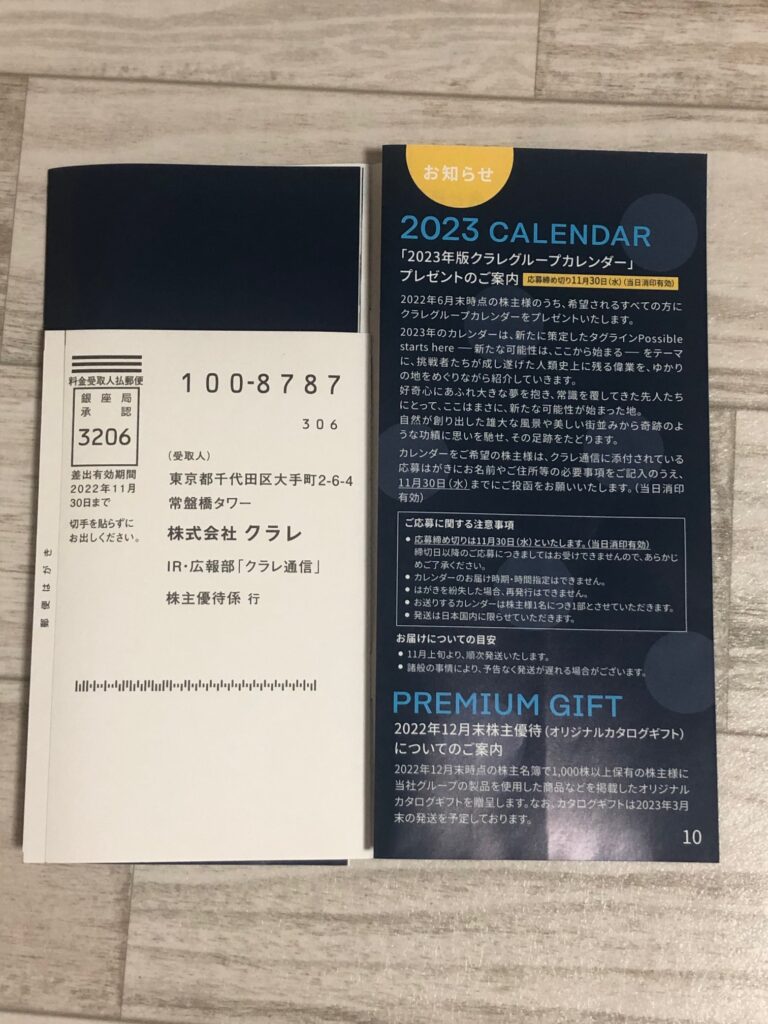 料金受取人払郵便
銀座局
承認
3206
差出有効期間
2022年11月
30日まで
切手を貼らずに
お出しください。
郵便はがき
100-8787
306
(受取人)
東京都千代田区大手町2-6-4
常盤橋タワー
株式会社 クラレ
IR・広報部「クラレ通信」
株主優待係 行
お知らせ
2023 CALENDAR
「2023年版クラレグループカレンダー」
プレゼントのご案内 応募締め切り11月30日(水)(当日消印有効)
2022年6月末時点の株主様のうち、希望されるすべての方に
クラレグループカレンダーをプレゼントいたします。
2023年のカレンダーは、新たに策定したタグラインPossible
starts here ― 新たな可能性は、ここから始まる ― をテーマ
に、挑戦者たちが成し遂げた人類史上に残る偉業を、ゆかり
の地をめぐりながら紹介していきます。
好奇心にあふれ大きな夢を抱き、常識を覆してきた先人たち
にとって、ここはまさに、新たな可能性が始まった地。
自然が創り出した雄大な風景や美しい街並みから奇跡のよ
うな功績に思いを馳せ、その足跡をたどります。
カレンダーをご希望の株主様は、クラレ通信に添付されている
応募はがきにお名前やご住所等の必要事項をご記入のうえ、
11月30日(水)までにご投函をお願いいたします。(当日消印
有効)
ご応募に関する注意事項
● 応募締め切りは11月30日(水)といたします。(当日消印有効)
締切日以降のご応募につきましてはお受けできませんので、あらかじ
めご了承ください。
● カレンダーのお届け時期・時間指定はできません。
● はがきを紛失した場合、再発行はできません。
● お送りするカレンダーは株主様1名につき1部とさせていただきます。
● 発送は日本国内に限らせていただきます。
お届けについての目安
● 11月上旬より、順次発送いたします。
● 諸般の事情により、予告なく発送が遅れる場合がございます。
PREMIUM GIFT
2022年12月末株主優待(オリジナルカタログギフト)
についてのご案内
2022年12月末時点の株主名簿で1,000株以上保有の株主様に
当社グループの製品を使用した商品などを掲載したオリジナル
カタログギフトを贈呈します。なお、カタログギフトは2023年3月
末の発送を予定しております。
10